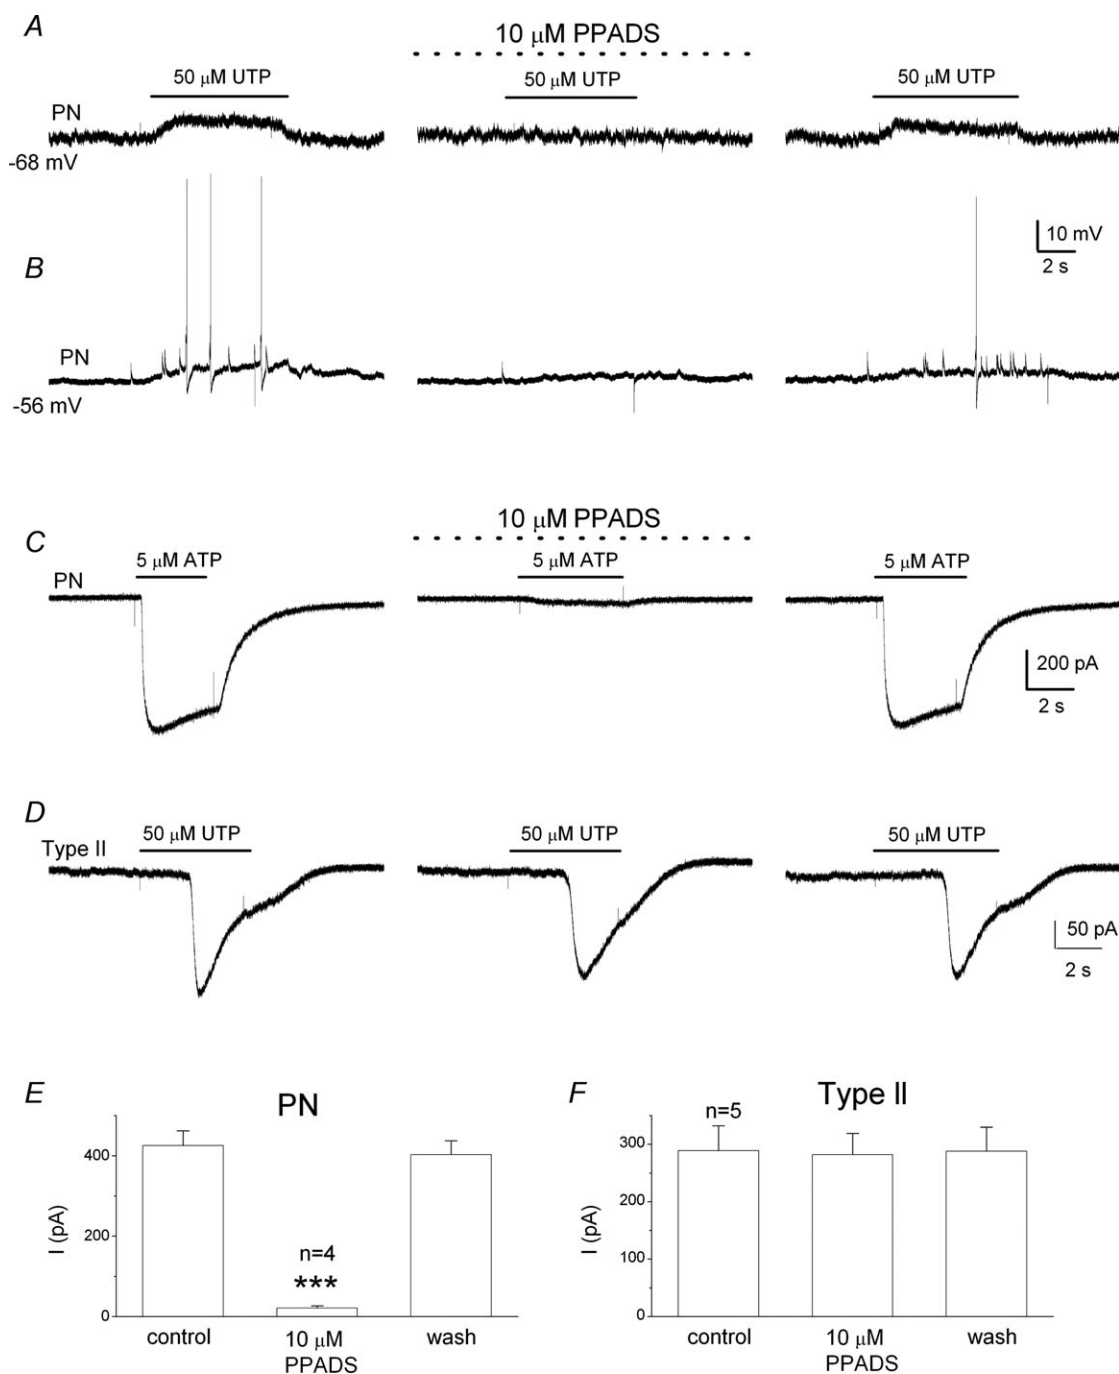 A
10 μM PPADS
50 μM UTP
50 μM UTP
50 μM UTP
PN
-68 mV
10 mV
2 s
B
PN
-56 mV
10 μM PPADS
C
5 μM ATP
5 μM ATP
5 μM ATP
PN
200 pA
2 s
D
50 μM UTP
50 μM UTP
50 μM UTP
Type II
50 pA
2 s
E
PN
400
200
0
I (pA)
n=4
***
control
10 μM
PPADS
wash
F
Type II
n=5
300
200
100
0
I (pA)
control
10 μM
PPADS
wash